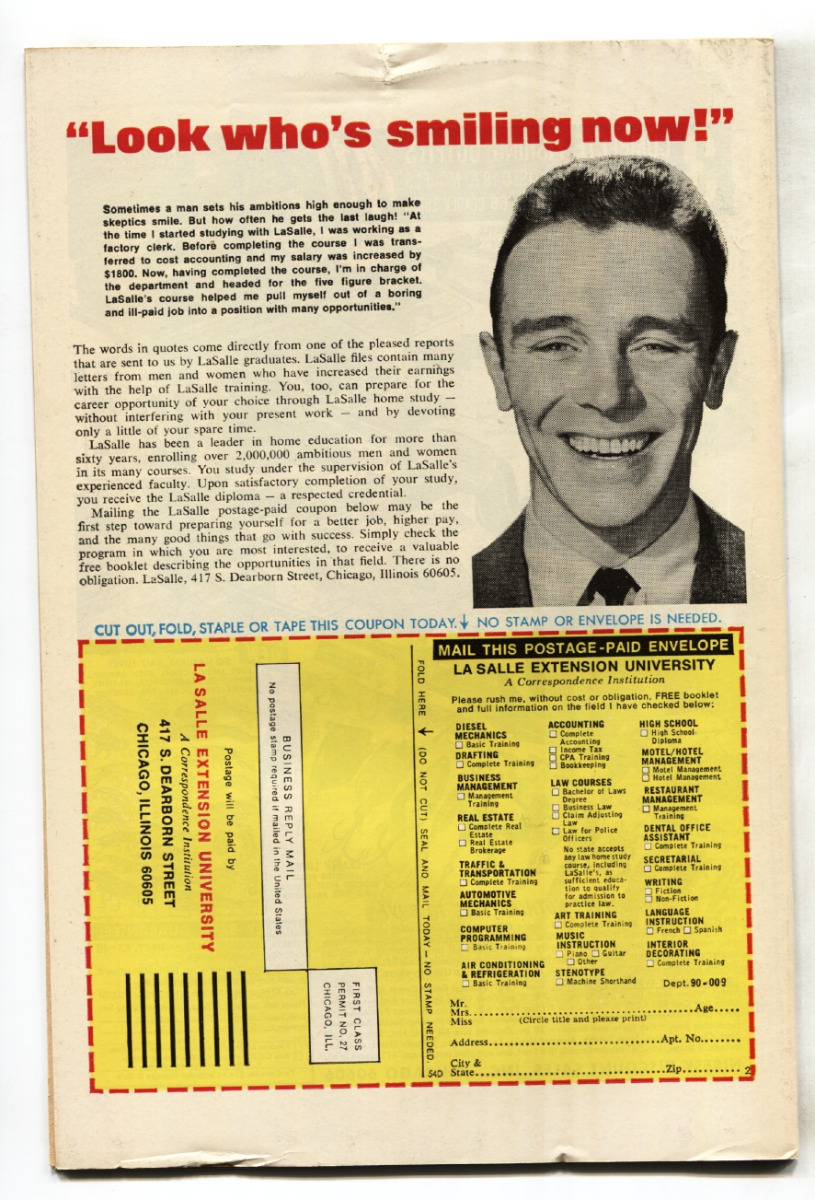 “Look who’s smiling now!”
Sometimes a man sets his ambitions high enough to make
skeptics smile. But how often he gets the last laugh! “At
the time I started studying with LaSalle, I was working as a
factory clerk. Before completing the course I was trans-
ferred to cost accounting and my salary was increased by
$1800. Now, having completed the course, I’m in charge of
the department and headed for the five figure bracket.
LaSalle’s course helped me pull myself out of a boring
and ill-paid job into a position with many opportunities.”
The words in quotes come directly from one of the pleased reports
that are sent to us by LaSalle graduates. LaSalle files contain many
letters from men and women who have increased their earnings
with the help of LaSalle training. You, too, can prepare for the
career opportunity of your choice through LaSalle home study —
without interfering with your present work — and by devoting
only a little of your spare time.
LaSalle has been a leader in home education for more than
sixty years, enrolling over 2,000,000 ambitious men and women
in its many courses. You study under the supervision of LaSalle’s
experienced faculty. Upon satisfactory completion of your study,
you receive the LaSalle diploma — a respected credential.
Mailing the LaSalle postage-paid coupon below may be the
first step toward preparing yourself for a better job, higher pay,
and the many good things that go with success. Simply check the
program in which you are most interested, to receive a valuable
free booklet describing the opportunities in that field. There is no
obligation. LaSalle, 417 S. Dearborn Street, Chicago, Illinois 60605.
CUT OUT, FOLD, STAPLE OR TAPE THIS COUPON TODAY. ↓ NO STAMP OR ENVELOPE IS NEEDED.
BUSINESS REPLY MAIL
No postage stamp required if mailed in the United States
FIRST CLASS
PERMIT NO. 27
CHICAGO, ILL.
Postage will be paid by
LA SALLE EXTENSION UNIVERSITY
A Correspondence Institution
417 S. DEARBORN STREET
CHICAGO, ILLINOIS 60605
FOLD HERE ↓ (DO NOT CUT) SEAL AND MAIL TODAY — NO STAMP NEEDED.
MAIL THIS POSTAGE-PAID ENVELOPE
LA SALLE EXTENSION UNIVERSITY
A Correspondence Institution
Please rush me, without cost or obligation, FREE booklet
and full information on the field I have checked below:
DIESEL
MECHANICS
☐ Basic Training
DRAFTING
☐ Complete Training
BUSINESS
MANAGEMENT
☐ Management
Training
REAL ESTATE
☐ Complete Real
Estate
☐ Real Estate
Brokerage
TRAFFIC &
TRANSPORTATION
☐ Complete Training
AUTOMOTIVE
MECHANICS
☐ Basic Training
COMPUTER
PROGRAMMING
☐ Basic Training
AIR CONDITIONING
& REFRIGERATION
☐ Basic Training
ACCOUNTING
☐ Complete
Accounting
☐ Income Tax
☐ CPA Training
☐ Bookkeeping
LAW COURSES
☐ Bachelor of Laws
Degree
☐ Business Law
☐ Claim Adjusting
Law
☐ Law for Police
Officers
No state accepts
any law home study
course, including
LaSalle’s, as
sufficient educa-
tion to qualify
for admission to
practice law.
ART TRAINING
☐ Complete Training
MUSIC
INSTRUCTION
☐ Piano ☐ Guitar
☐ Other
STENOTYPE
☐ Machine Shorthand
HIGH SCHOOL
☐ High School
Diploma
MOTEL/HOTEL
MANAGEMENT
☐ Motel Management
☐ Hotel Management
RESTAURANT
MANAGEMENT
☐ Management
Training
DENTAL OFFICE
ASSISTANT
☐ Complete Training
SECRETARIAL
☐ Complete Training
WRITING
☐ Fiction
☐ Non-Fiction
LANGUAGE
INSTRUCTION
☐ French ☐ Spanish
INTERIOR
DECORATING
☐ Complete Training
Dept. 90-009
Mr.
Mrs. Age
Miss (Circle title and please print)
Address Apt. No.
City &
State Zip
54D
2